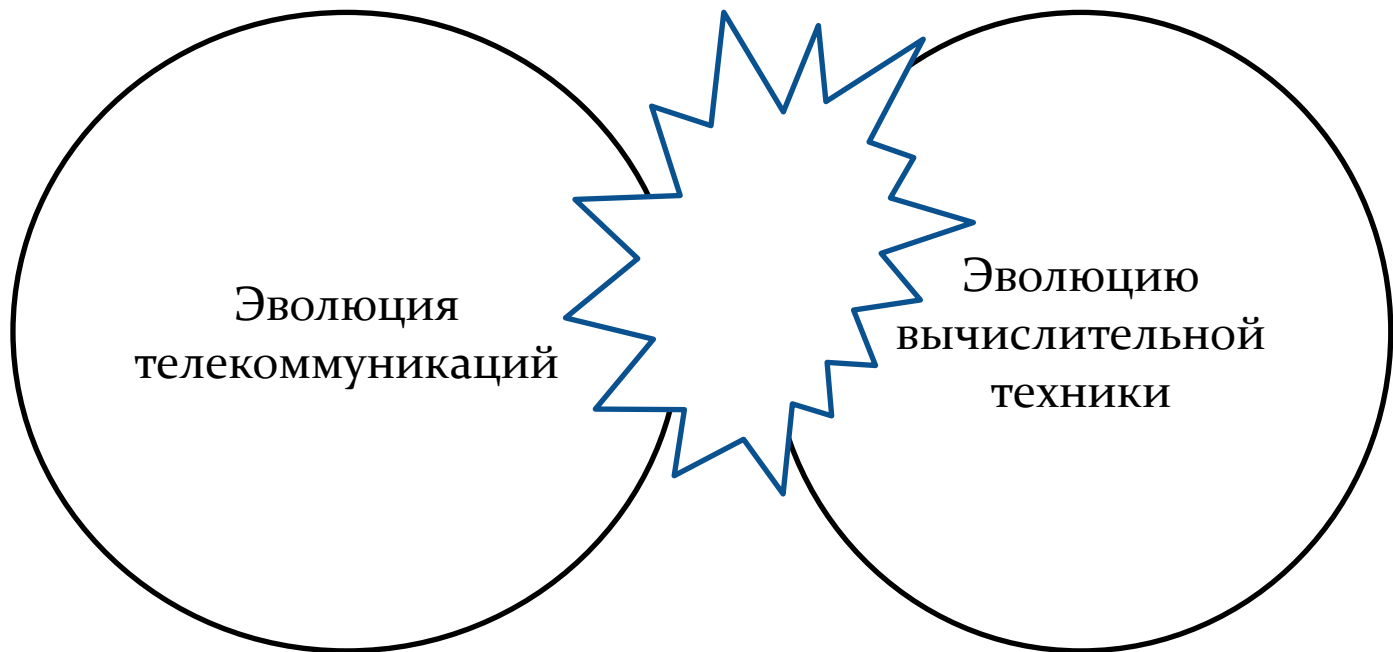 Эволюция
телекоммуникаций
Эволюцию
вычислительной
техники